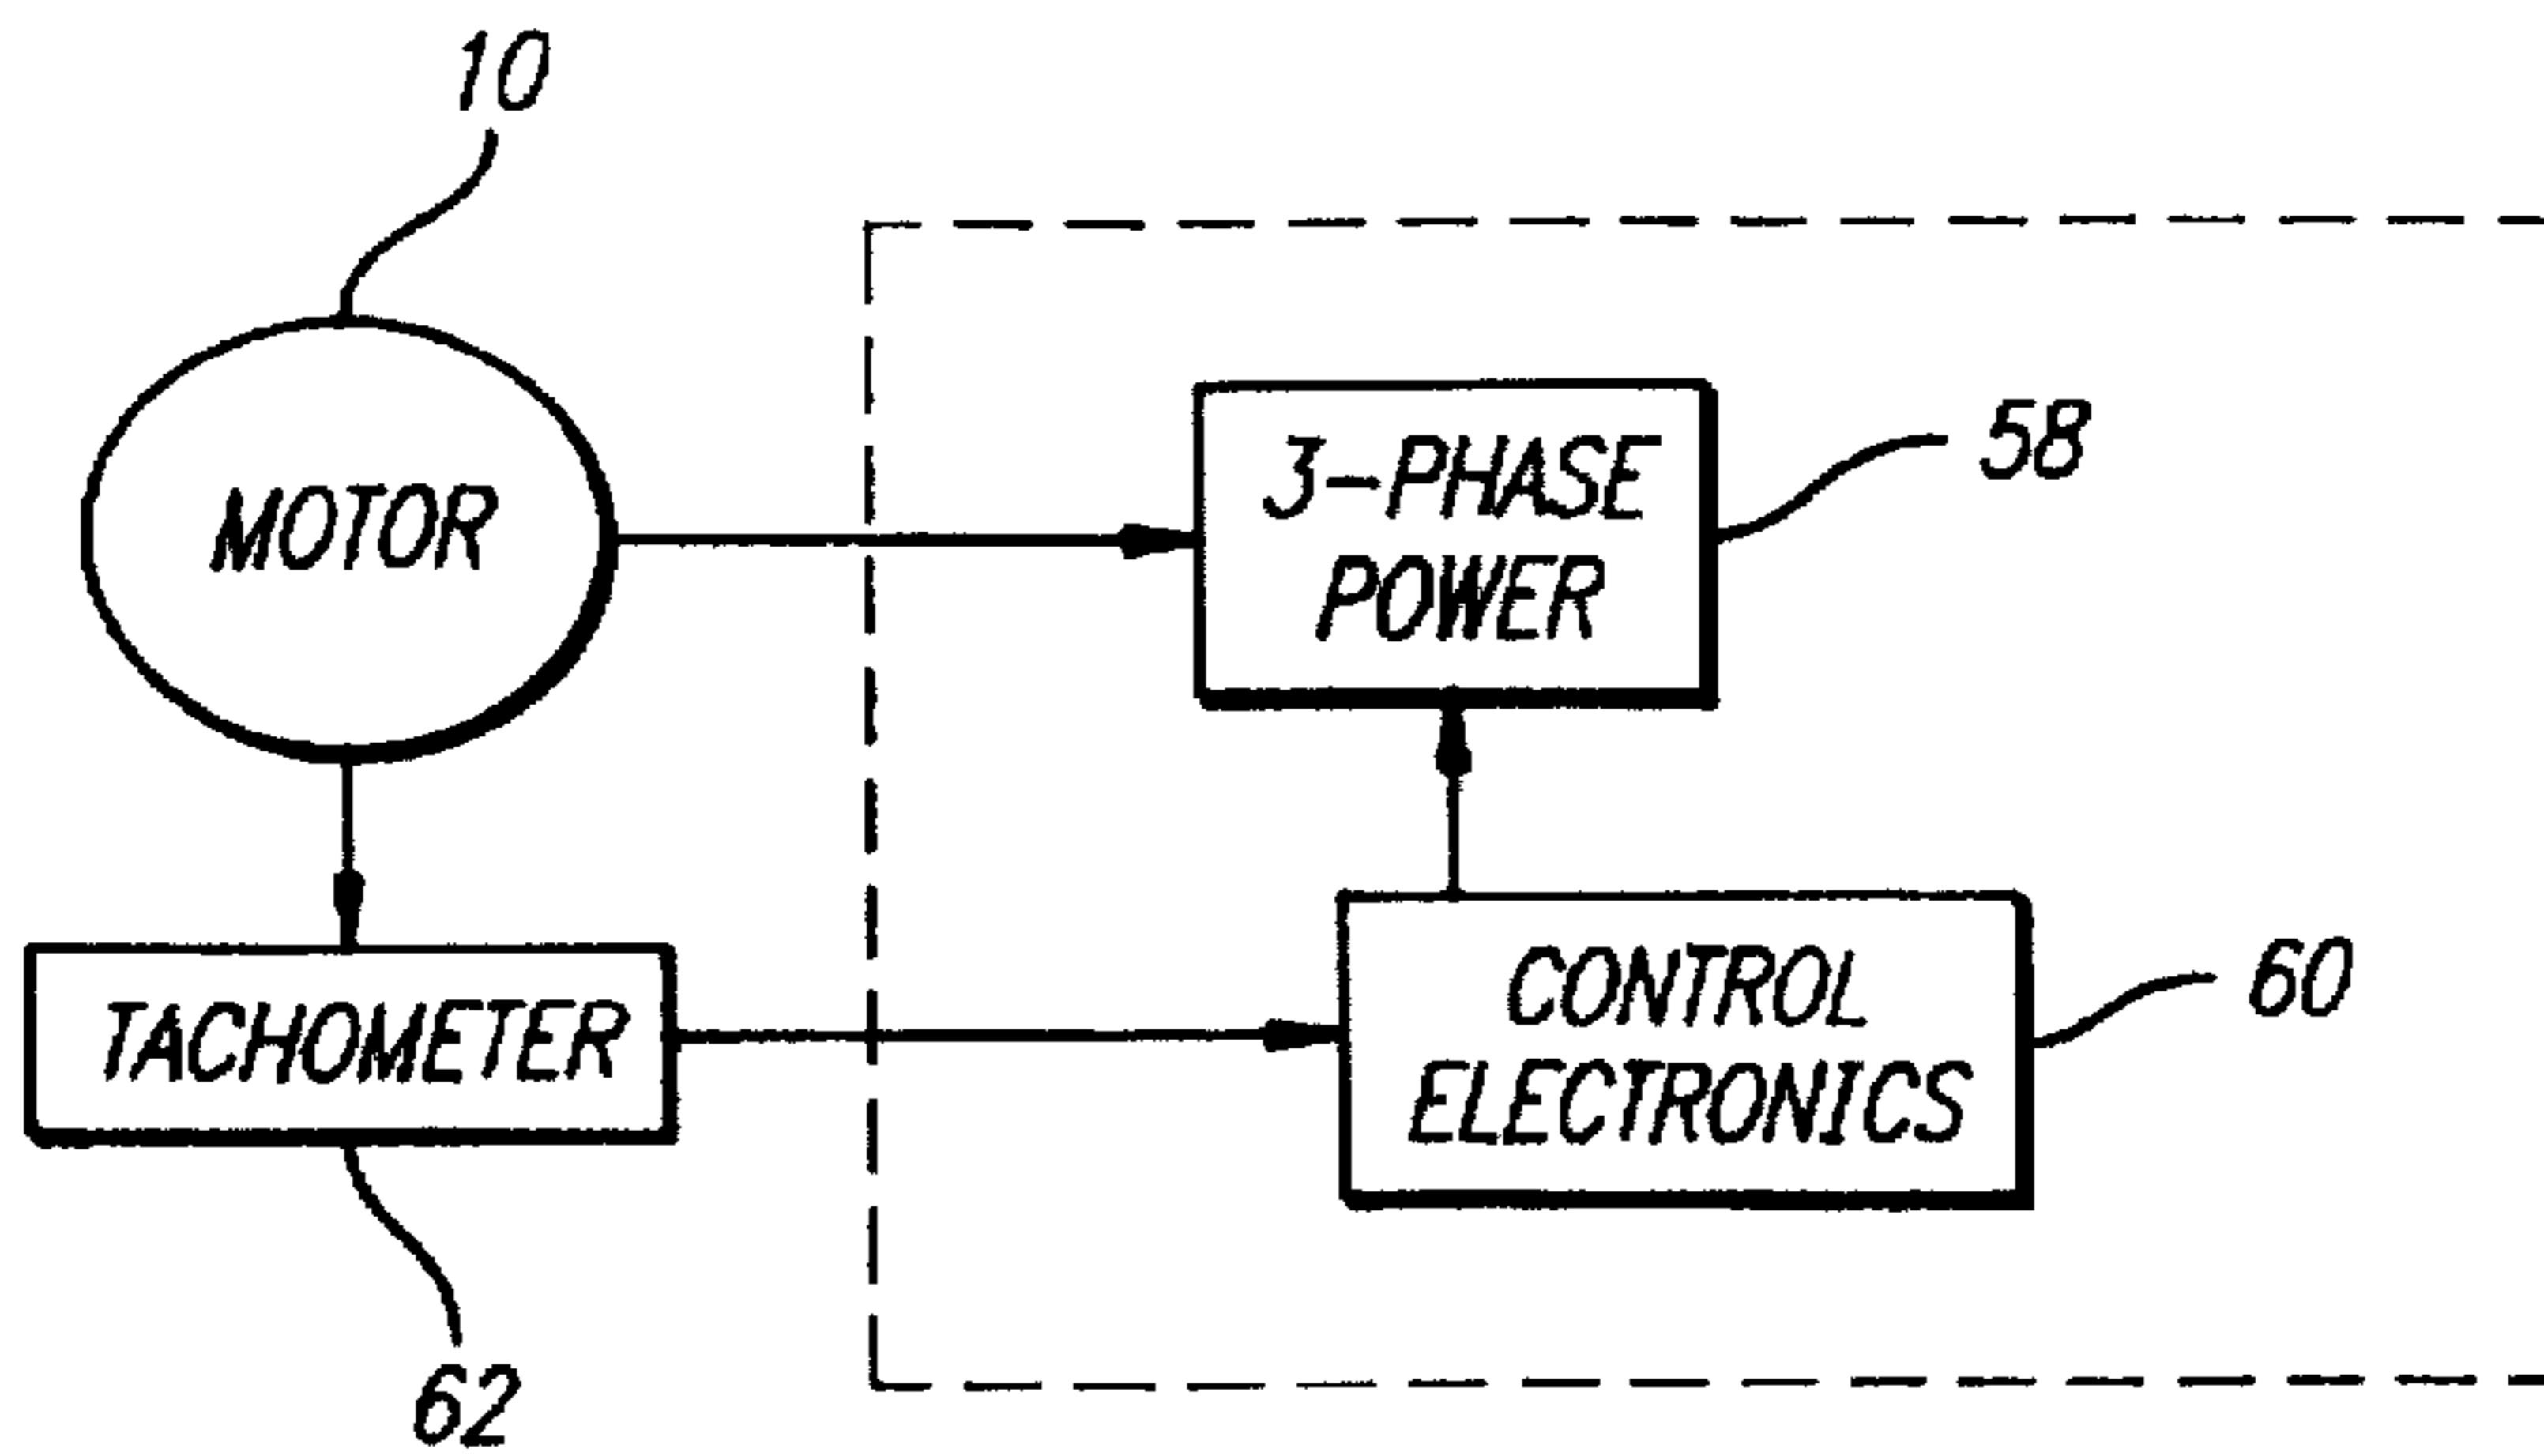 10
MOTOR
3-PHASE
POWER
58
TACHOMETER
CONTROL
ELECTRONICS
60
62